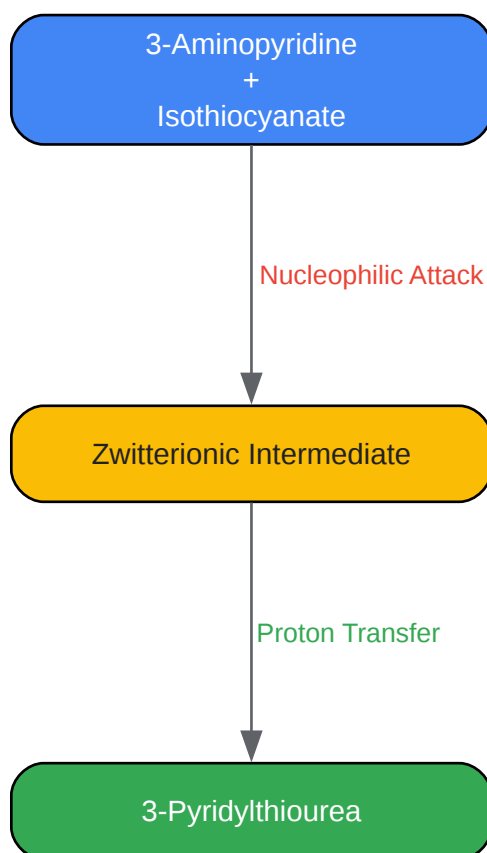 3-Aminopyridine
+
Isothiocyanate
Nucleophilic Attack
Zwitterionic Intermediate
Proton Transfer
3-Pyridylthiourea